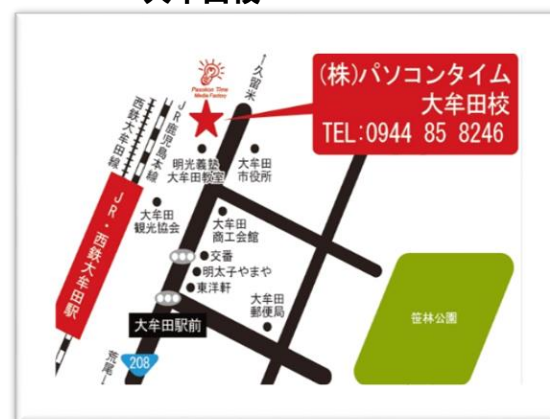 大牟田校
(株)パソコンタイム
大牟田校
TEL:0944 85 8246
Passion Time
Media Factory
↑久留米
西鉄大牟田線
JR鹿児島本線
明光義塾
大牟田教室
大牟田
市役所
大牟田
観光協会
大牟田
商工会館
JR・西鉄大牟田駅
交番
明太子やまや
東洋軒
大牟田
郵便局
笹林公園
大牟田駅前
荒尾↓
208